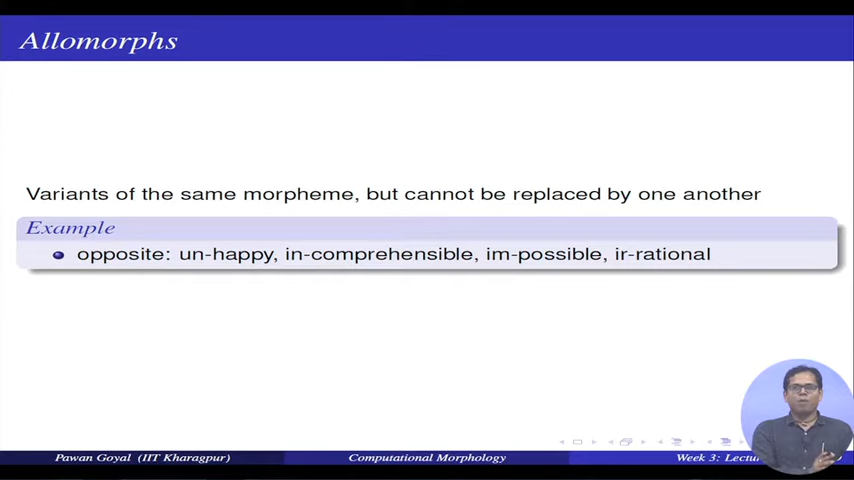 Allomorphs
Variants of the same morpheme, but cannot be replaced by one another
Example
opposite: un-happy, in-comprehensible, im-possible, ir-rational
Pawan Goyal (IIT Kharagpur) Computational Morphology Week 3: